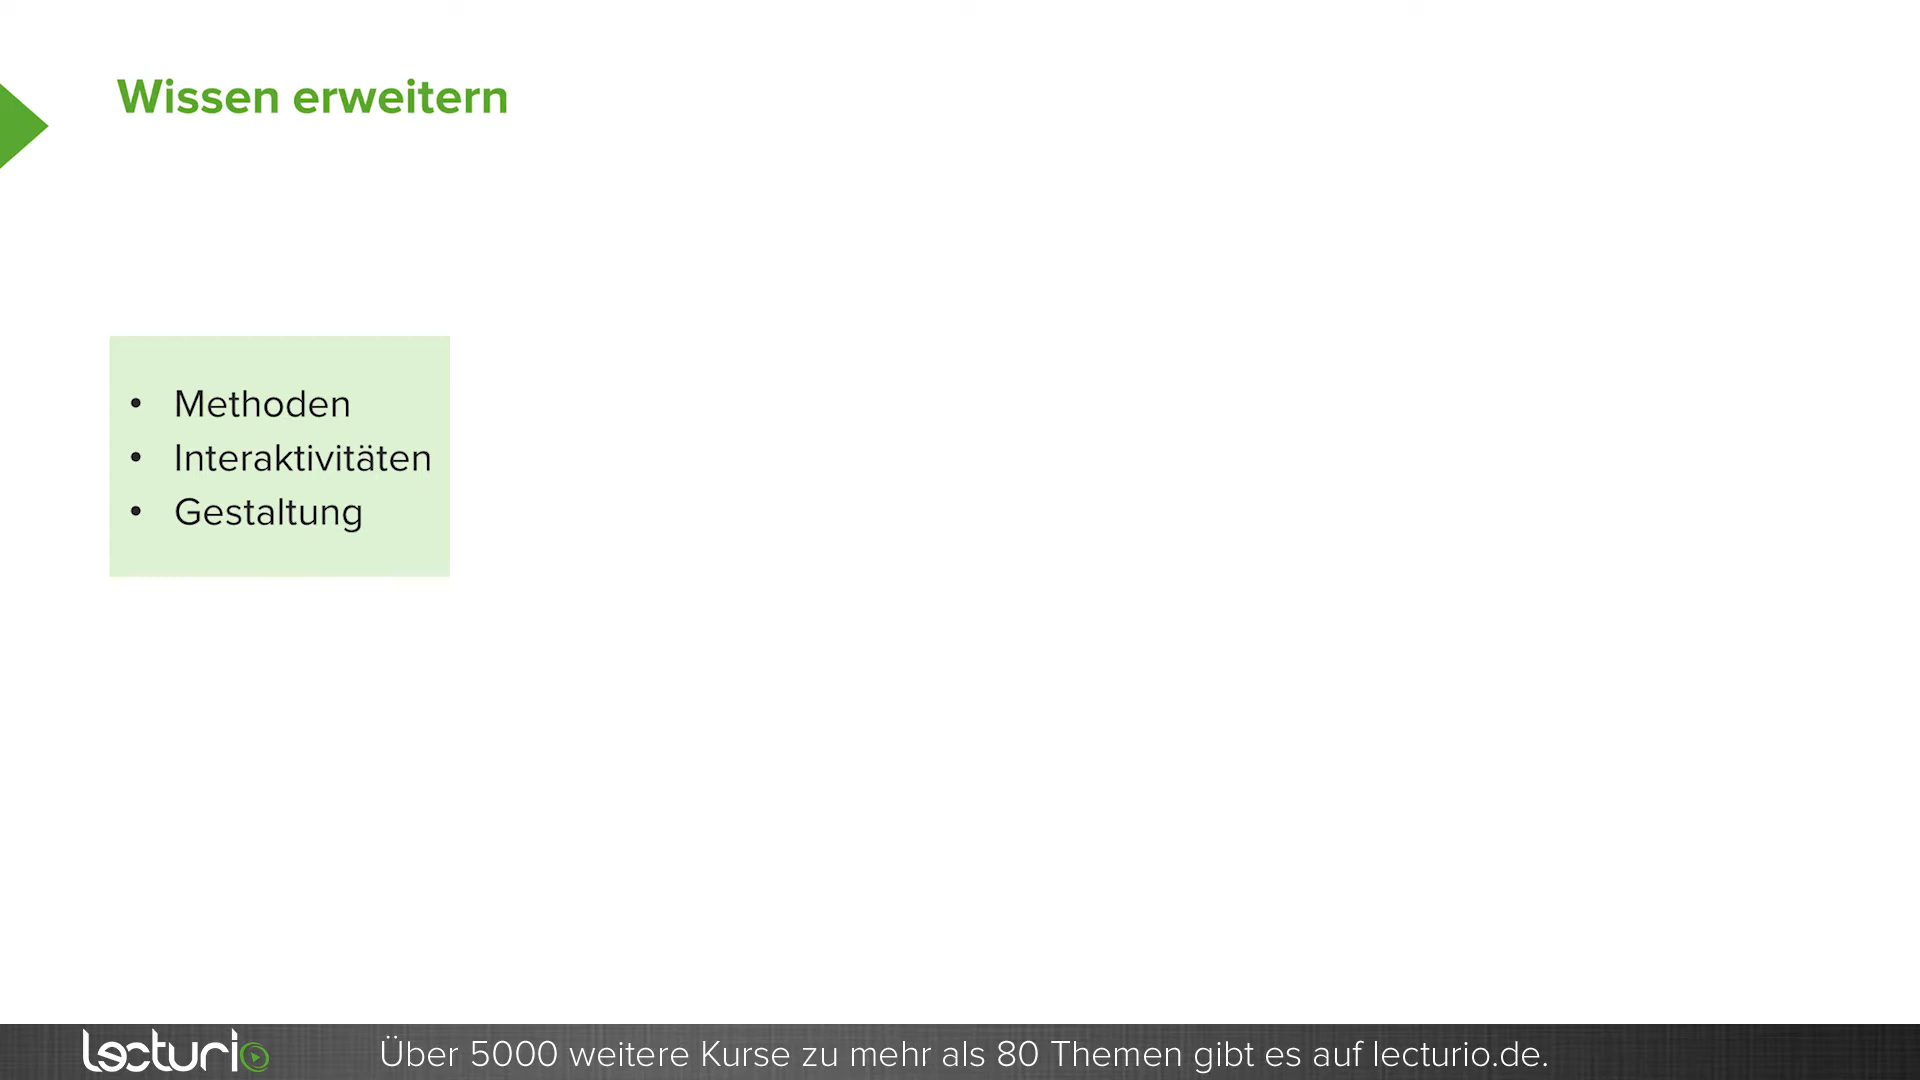 Wissen erweitern
• Methoden
• Interaktivitäten
• Gestaltung
lecturio
Über 5000 weitere Kurse zu mehr als 80 Themen gibt es auf lecturio.de.